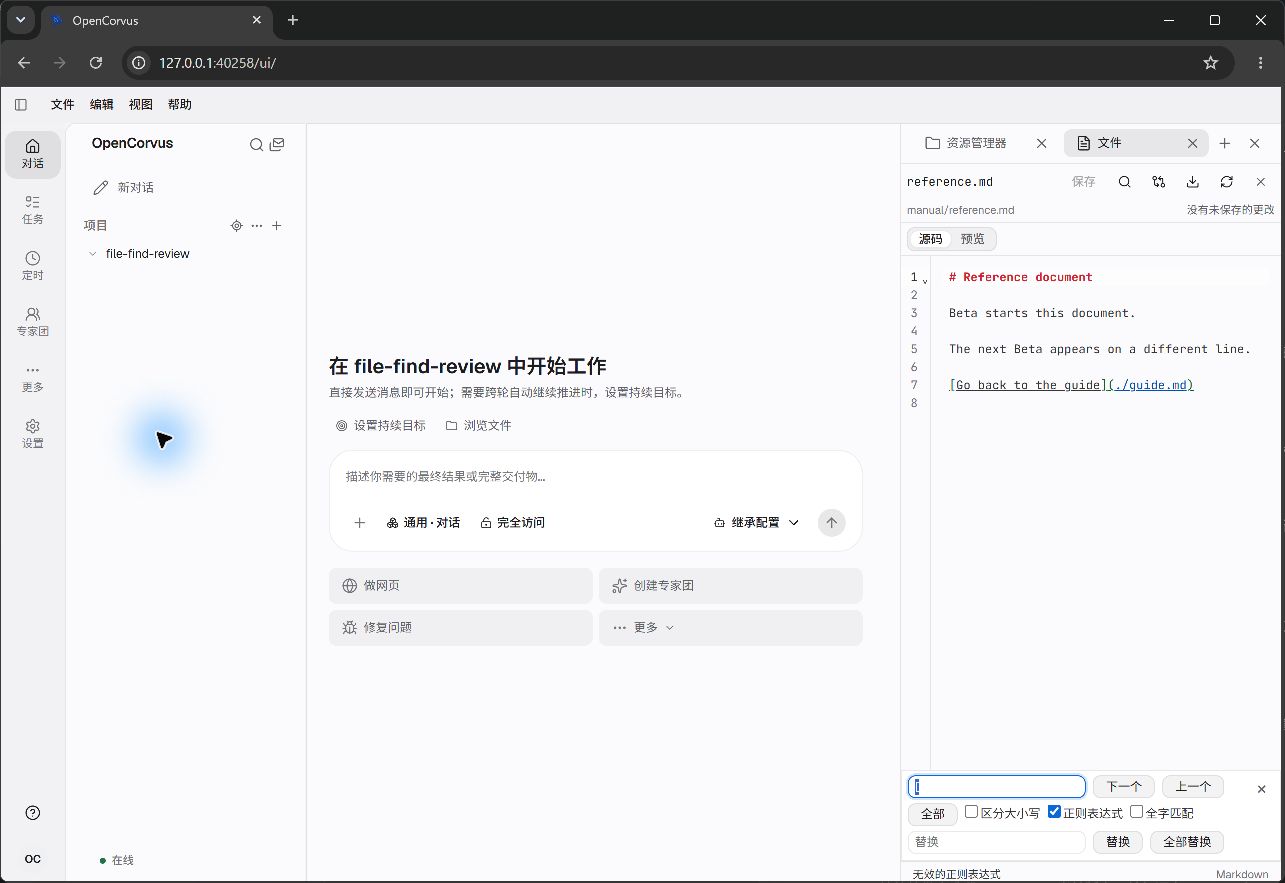 OpenCorvus
127.0.0.1:40258/ui/
文件 编辑 视图 帮助
对话
任务
定时
专家团
更多
设置
OC
OpenCorvus
新对话
项目
file-find-review
在线
在 file-find-review 中开始工作
直接发送消息即可开始；需要跨轮自动继续推进时，设置持续目标。
设置持续目标 浏览文件
描述你需要的最终结果或完整交付物...
通用 · 对话 完全访问 继承配置
做网页 创建专家团
修复问题 更多
资源管理器 文件
reference.md 保存
manual/reference.md 没有未保存的更改
源码 预览
1 # Reference document
2
3 Beta starts this document.
4
5 The next Beta appears on a different line.
6
7 [Go back to the guide](./guide.md)
8
[ 下一个 上一个
全部 区分大小写 正则表达式 全字匹配
替换 替换 全部替换
无效的正则表达式 Markdown